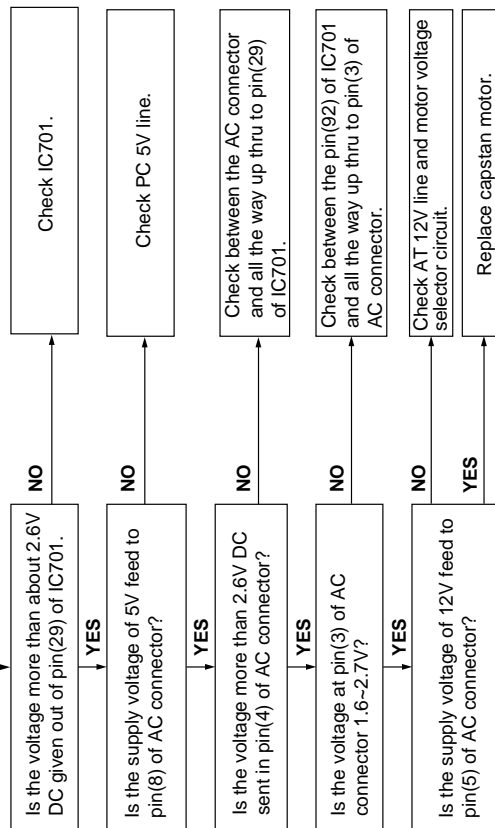 Is the voltage more than about 2.6V
DC given out of pin(29) of IC701.
NO
Check IC701.
YES
Is the supply voltage of 5V feed to
pin(8) of AC connector?
NO
Check PC 5V line.
YES
Is the voltage more than 2.6V DC
sent in pin(4) of AC connector?
NO
Check between the AC connector
and all the way up thru to pin(29)
of IC701.
YES
Is the voltage at pin(3) of AC
connector 1.6~2.7V?
NO
Check between the pin(92) of IC701
and all the way up thru to pin(3) of
AC connector.
YES
Is the supply voltage of 12V feed to
pin(5) of AC connector?
NO
Check AT 12V line and motor voltage
selector circuit.
YES
Replace capstan motor.